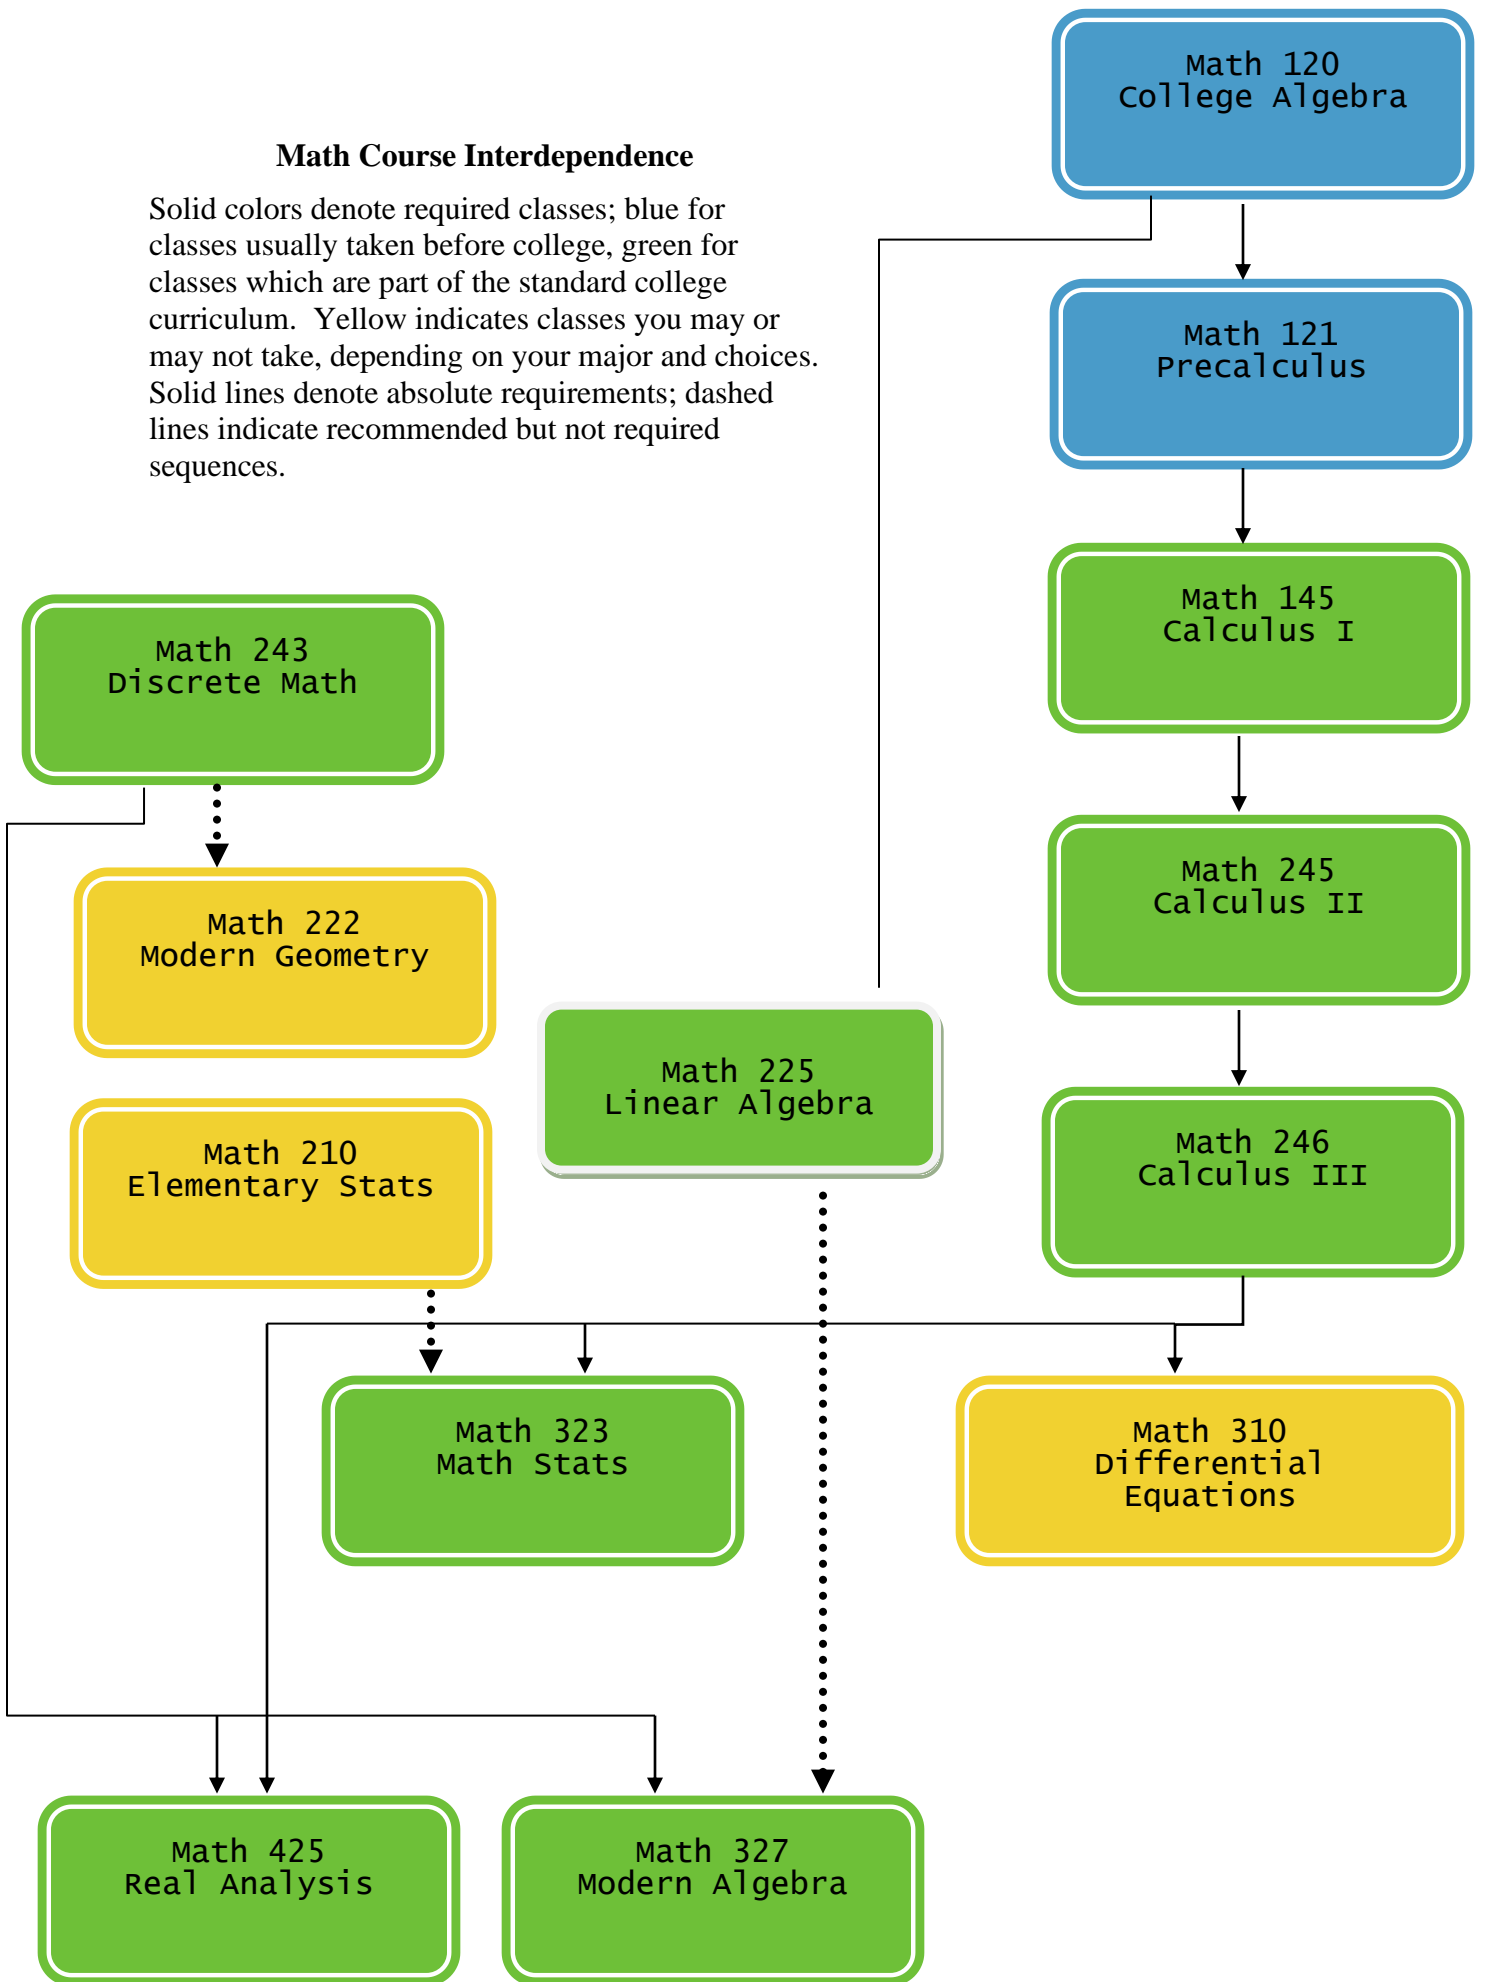 Math 120
College Algebra
Math Course Interdependence
Solid colors denote required classes; blue for
classes usually taken before college, green for
classes which are part of the standard college
curriculum.  Yellow indicates classes you may or
may not take, depending on your major and choices.
Solid lines denote absolute requirements; dashed
lines indicate recommended but not required
sequences.
Math 121
Precalculus
Math 145
Calculus I
Math 243
Discrete Math
Math 245
Calculus II
Math 222
Modern Geometry
Math 225
Linear Algebra
Math 210
Elementary Stats
Math 246
Calculus III
Math 323
Math Stats
Math 310
Differential
Equations
Math 425
Real Analysis
Math 327
Modern Algebra